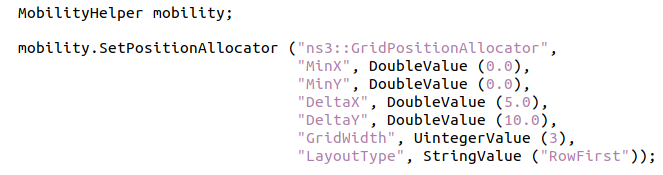 MobilityHelper mobility;
mobility.SetPositionAllocator ("ns3::GridPositionAllocator",
"MinX", DoubleValue (0.0),
"MinY", DoubleValue (0.0),
"DeltaX", DoubleValue (5.0),
"DeltaY", DoubleValue (10.0),
"GridWidth", UintegerValue (3),
"LayoutType", StringValue ("RowFirst"));